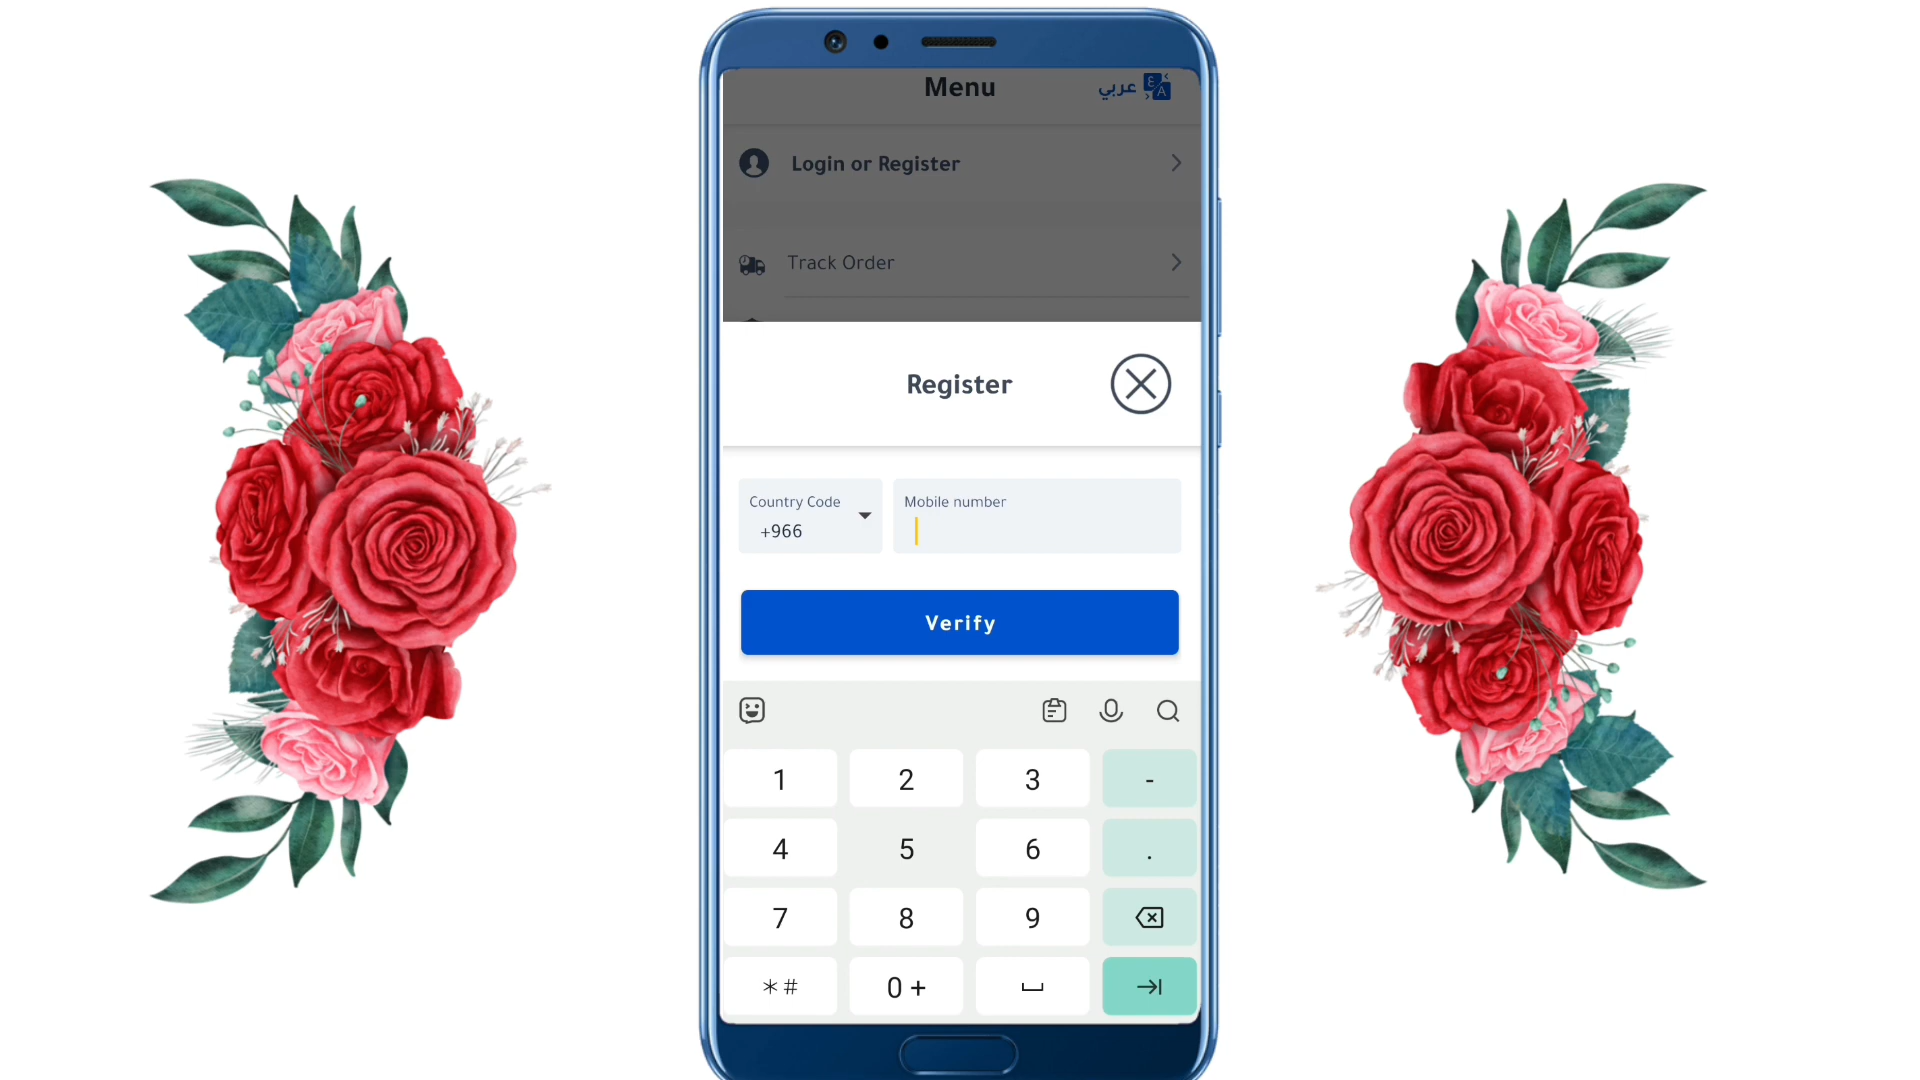 Menu
عربي
Login or Register
Track Order
Register
Country Code
+966
Mobile number
Verify
1 2 3 -
4 5 6 .
7 8 9
*# 0 +